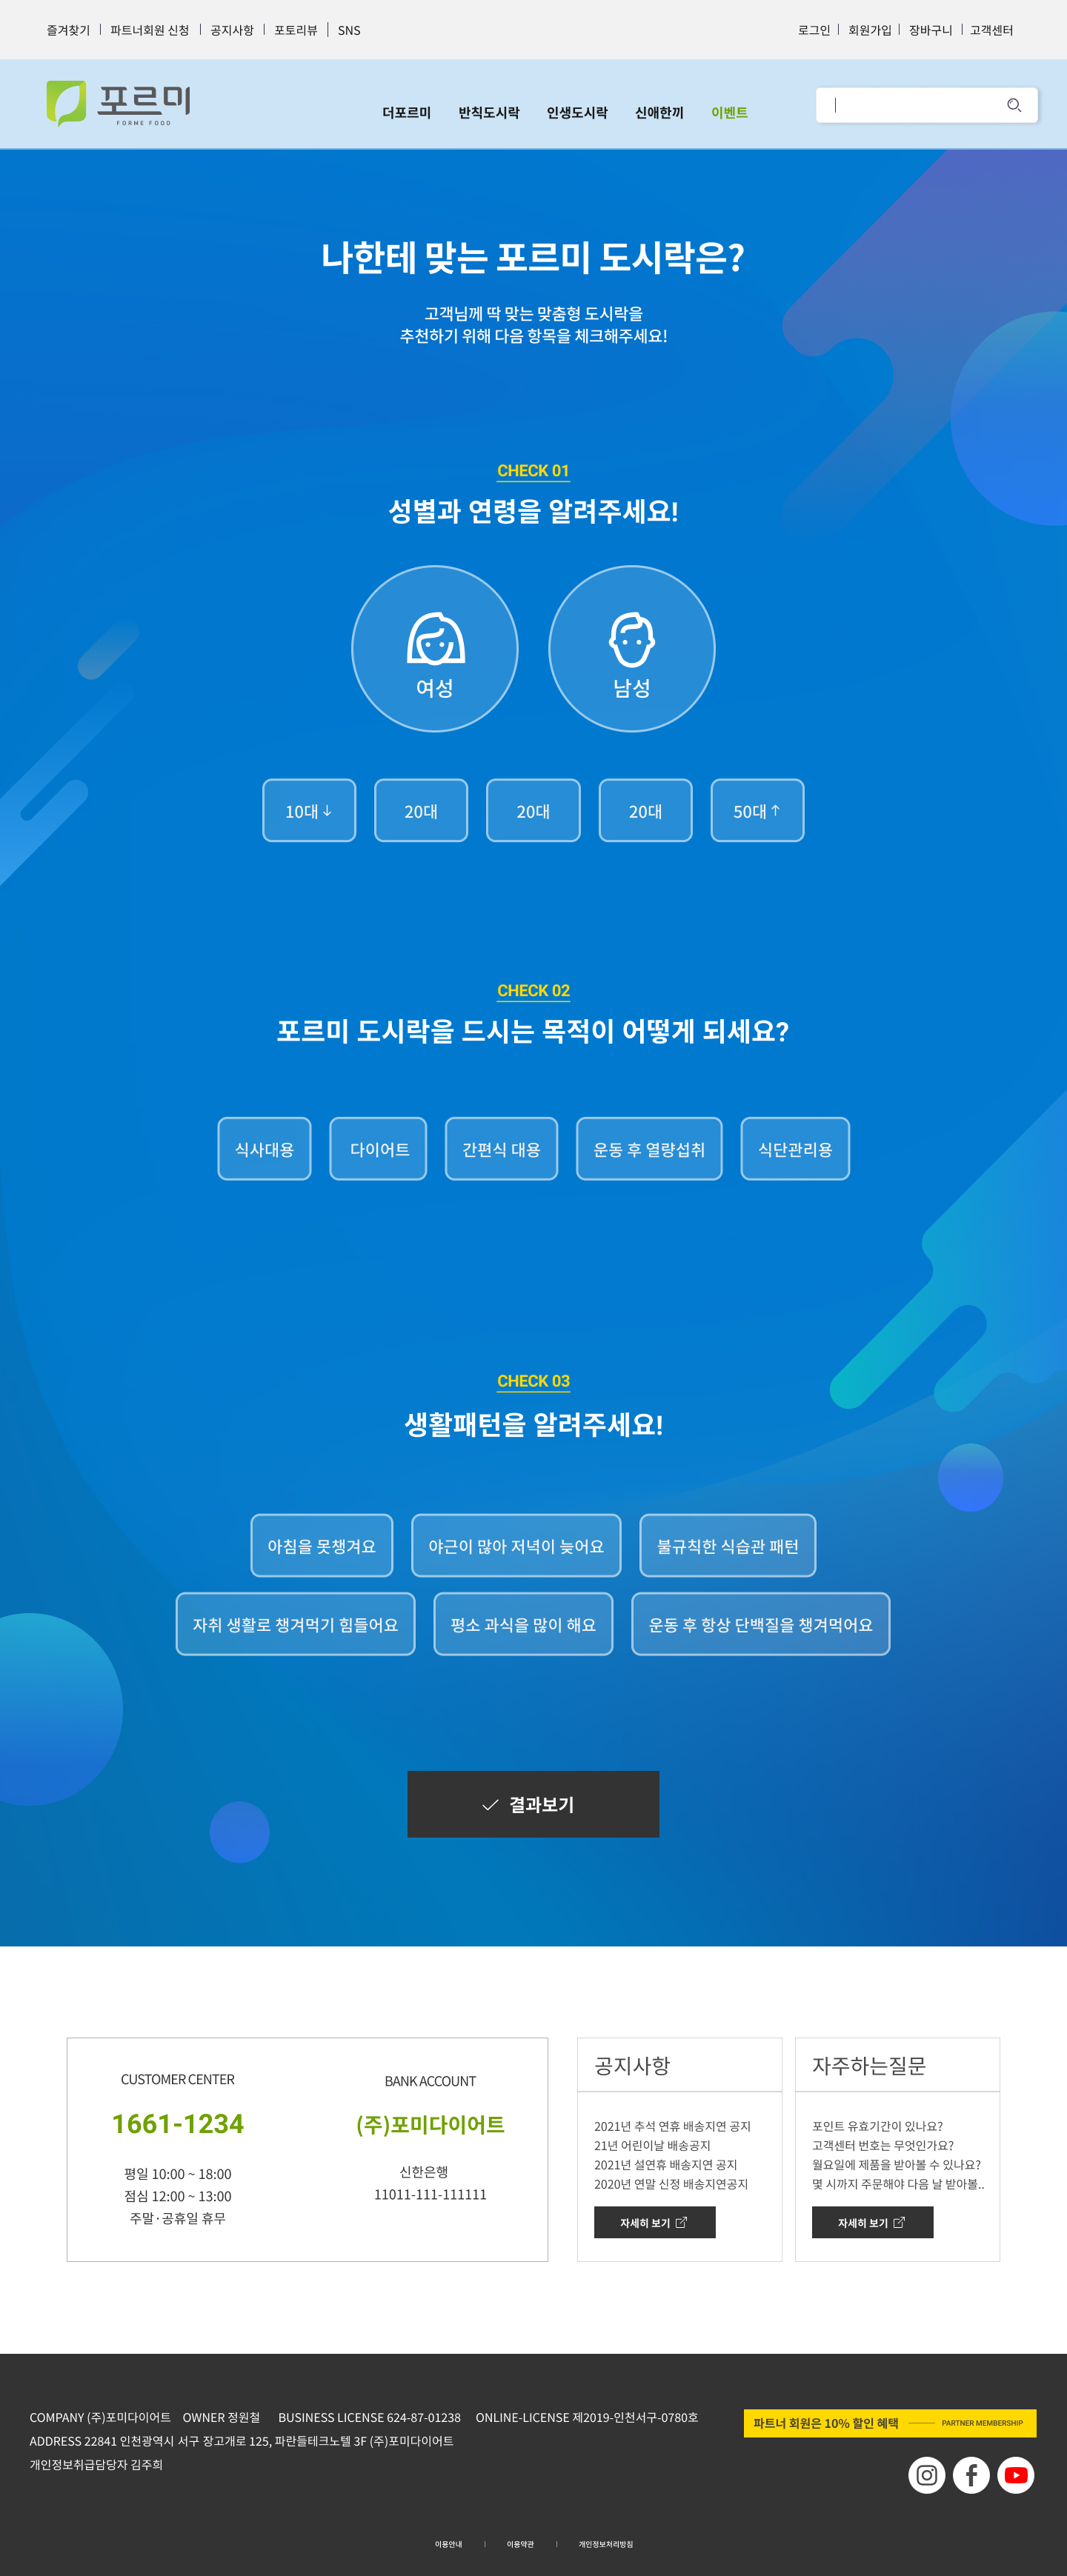 즐겨찾기 파트너회원 신청 공지사항 포토리뷰 SNS 로그인 회원가입 장바구니 고객센터
포르미
FORME FOOD
더포르미 반칙도시락 인생도시락 신애한끼 이벤트
나한테 맞는 포르미 도시락은?
고객님께 딱 맞는 맞춤형 도시락을
추천하기 위해 다음 항목을 체크해주세요!
CHECK 01
성별과 연령을 알려주세요!
여성 남성
10대↓ 20대 20대 20대 50대↑
CHECK 02
포르미 도시락을 드시는 목적이 어떻게 되세요?
식사대용 다이어트 간편식 대용 운동 후 열량섭취 식단관리용
CHECK 03
생활패턴을 알려주세요!
아침을 못챙겨요 야근이 많아 저녁이 늦어요 불규칙한 식습관 패턴
자취 생활로 챙겨먹기 힘들어요 평소 과식을 많이 해요 운동 후 항상 단백질을 챙겨먹어요
결과보기
CUSTOMER CENTER
1661-1234
평일 10:00 ~ 18:00
점심 12:00 ~ 13:00
주말·공휴일 휴무
BANK ACCOUNT
(주)포미다이어트
신한은행
11011-111-111111
공지사항
2021년 추석 연휴 배송지연 공지
21년 어린이날 배송공지
2021년 설연휴 배송지연 공지
2020년 연말 신정 배송지연공지
자세히 보기
자주하는질문
포인트 유효기간이 있나요?
고객센터 번호는 무엇인가요?
월요일에 제품을 받아볼 수 있나요?
몇 시까지 주문해야 다음 날 받아볼..
자세히 보기
COMPANY (주)포미다이어트 OWNER 정원철 BUSINESS LICENSE 624-87-01238 ONLINE-LICENSE 제2019-인천서구-0780호
ADDRESS 22841 인천광역시 서구 장고개로 125, 파란들테크노텔 3F (주)포미다이어트
개인정보취급담당자 김주희
파트너 회원은 10% 할인 혜택 PARTNER MEMBERSHIP
이용안내 이용약관 개인정보처리방침